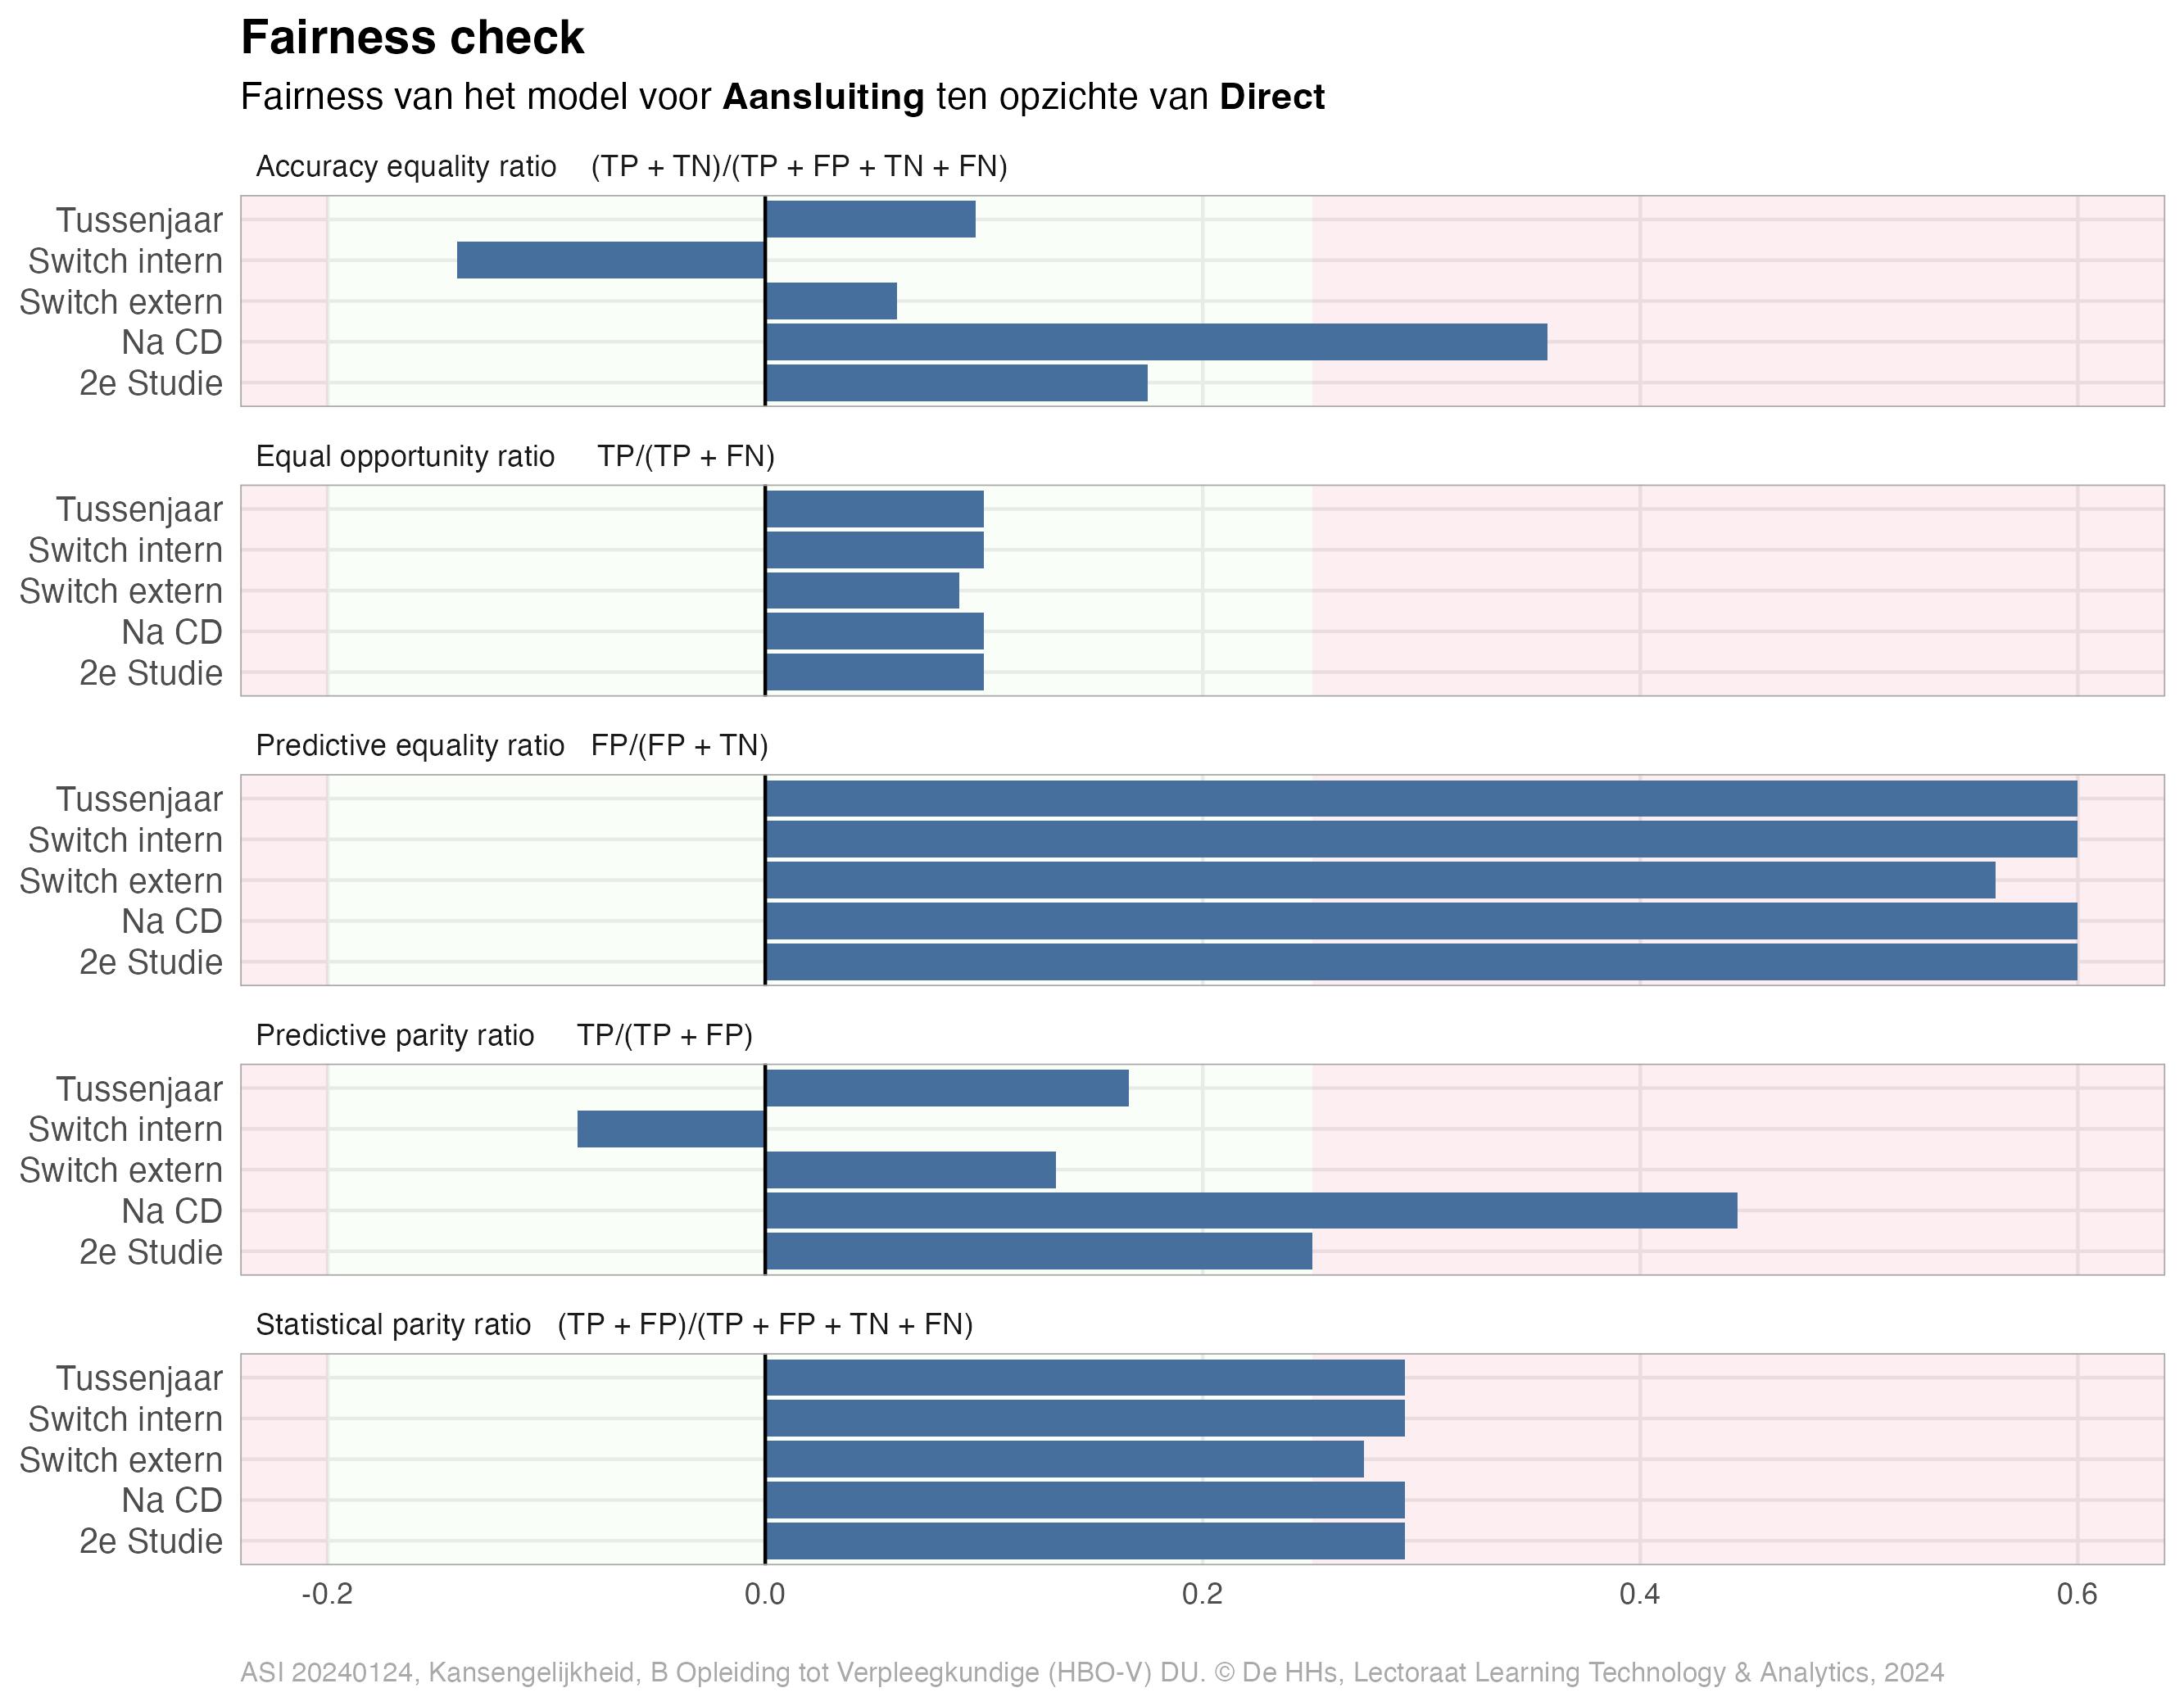 Fairness check
Fairness van het model voor Aansluiting ten opzichte van Direct
Accuracy equality ratio (TP + TN)/(TP + FP + TN + FN)
Tussenjaar
Switch intern
Switch extern
Na CD
2e Studie
Equal opportunity ratio TP/(TP + FN)
Tussenjaar
Switch intern
Switch extern
Na CD
2e Studie
Predictive equality ratio FP/(FP + TN)
Tussenjaar
Switch intern
Switch extern
Na CD
2e Studie
Predictive parity ratio TP/(TP + FP)
Tussenjaar
Switch intern
Switch extern
Na CD
2e Studie
Statistical parity ratio (TP + FP)/(TP + FP + TN + FN)
Tussenjaar
Switch intern
Switch extern
Na CD
2e Studie
-0.2 0.0 0.2 0.4 0.6
ASI 20240124, Kansengelijkheid, B Opleiding tot Verpleegkundige (HBO-V) DU. © De HHs, Lectoraat Learning Technology & Analytics, 2024